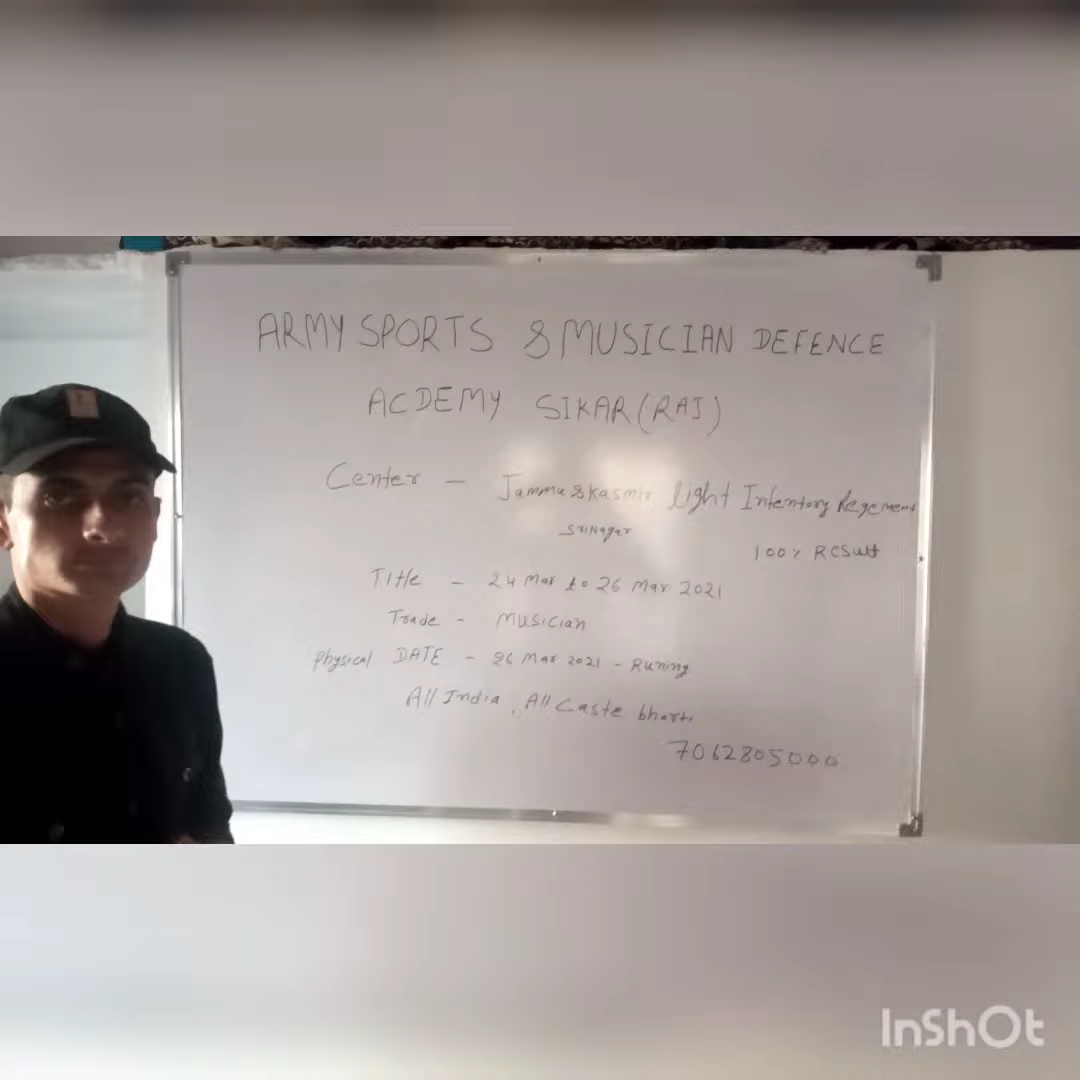 ARMY SPORTS & MUSICIAN DEFENCE
ACDEMY SIKAR (RAJ)
Center - Jammu & Kasmir Light Infentory Regement
SriNagar
100% Result
Title - 24 Mar to 26 Mar 2021
Trade - Musician
Physical DATE - 26 Mar 2021 - Runing
All India, All Caste bharti
7062805000
InShOt